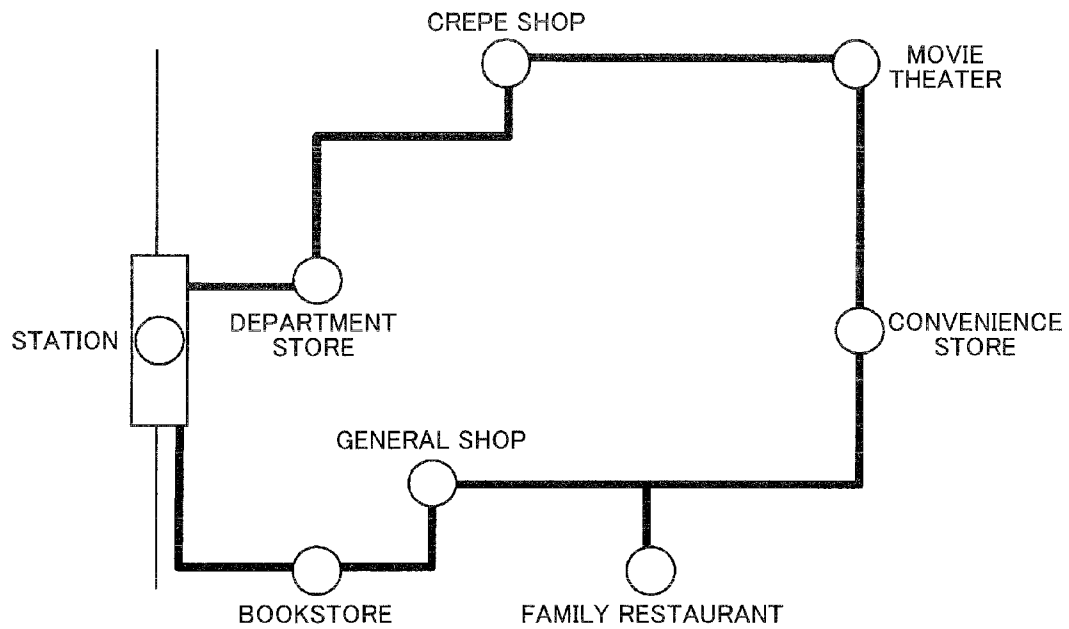 CREPE SHOP
MOVIE
THEATER
DEPARTMENT
STORE
STATION
CONVENIENCE
STORE
GENERAL SHOP
BOOKSTORE
FAMILY RESTAURANT